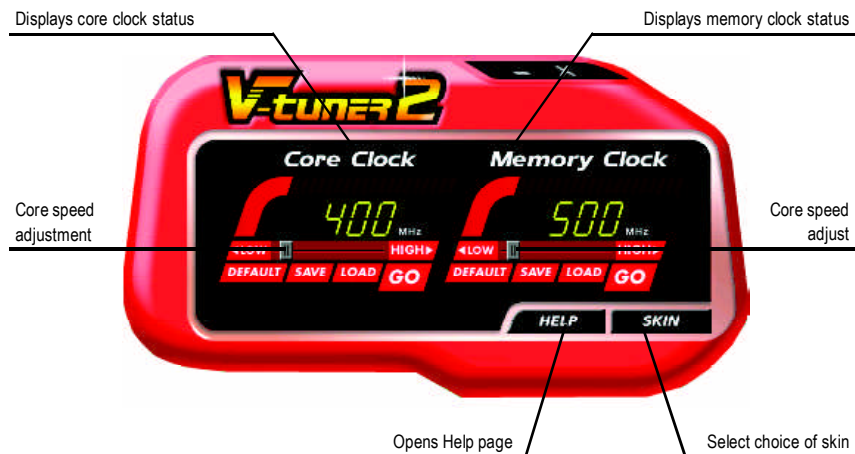 Displays core clock status
Displays memory clock status
V-tuner 2
Core Clock
Memory Clock
400 MHz
500 MHz
Core speed
adjustment
Core speed
adjust
◀LOW
HIGH▶
◀LOW
HIGH▶
DEFAULT SAVE LOAD GO
DEFAULT SAVE LOAD GO
HELP
SKIN
Opens Help page
Select choice of skin